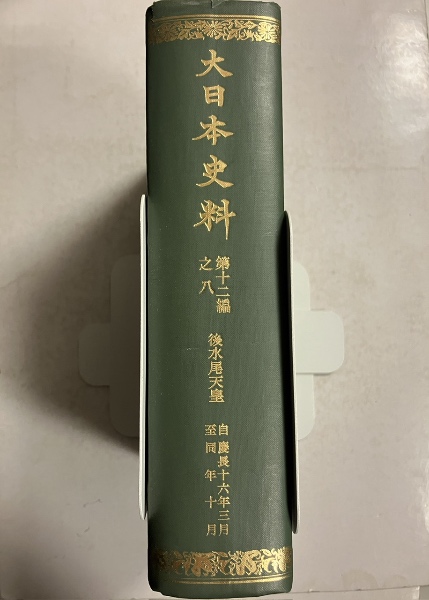 大日本史料
第十二編
之八
後水尾天皇
自慶長十六年三月
至同年十月